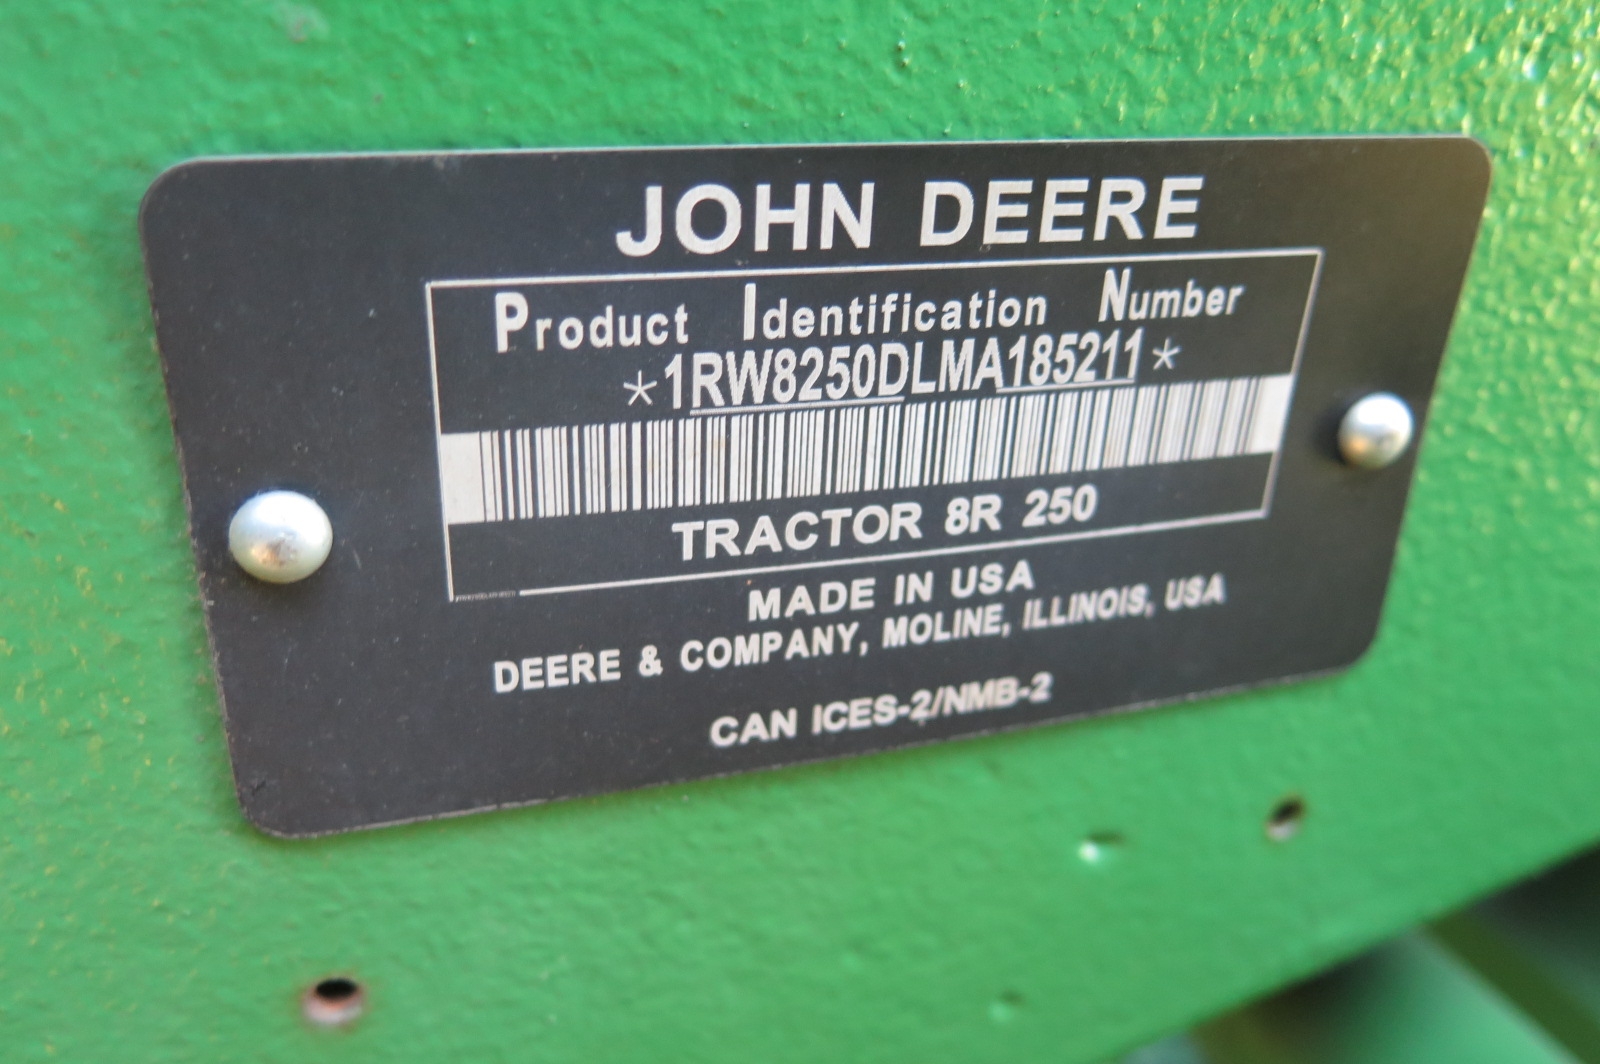 JOHN DEERE
Product Identification Number
*1RW8250DLMA185211*
TRACTOR 8R 250
MADE IN USA
DEERE & COMPANY, MOLINE, ILLINOIS, USA
CAN ICES-2/NMB-2